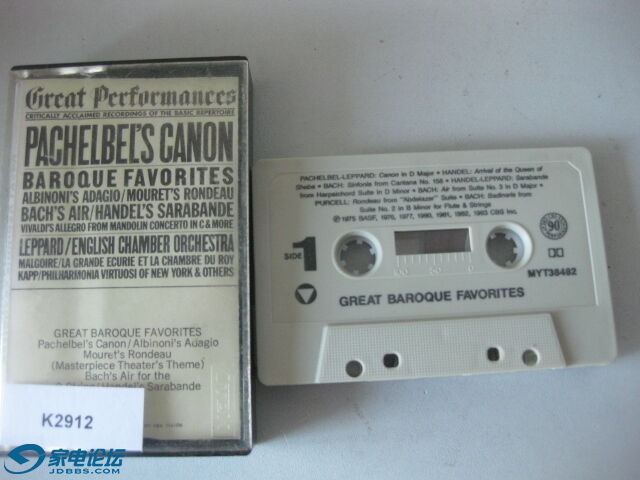 Great Performances
CRITICALLY ACCLAIMED RECORDINGS OF THE BASIC REPERTOIRE
PACHELBEL'S CANON
BAROQUE FAVORITES
ALBINONI'S ADAGIO/MOURET'S RONDEAU
BACH'S AIR/HANDEL'S SARABANDE
VIVALDI'S ALLEGRO FROM MANDOLIN CONCERTO IN C & MORE
LEPPARD/ENGLISH CHAMBER ORCHESTRA
MALGOIRE/LA GRANDE ECURIE ET LA CHAMBRE DU ROY
KAPP/PHILHARMONIA VIRTUOSI OF NEW YORK & OTHERS
GREAT BAROQUE FAVORITES
Pachelbel's Canon/Albinoni's Adagio
Mouret's Rondeau
(Masterpiece Theater's Theme)
Bach's Air for the
G String/Handel's Sarabande
K2912
家电论坛
JDBBS.COM
PACHELBEL-LEPPARD: Canon in D Major • HANDEL: Arrival of the Queen of
Sheba • BACH: Sinfonia from Cantata No. 156 • HANDEL-LEPPARD: Sarabande
from Harpsichord Suite in D Minor • BACH: Air from Suite No. 3 in D Major •
PURCELL: Rondeau from "Abdelazer" Suite • BACH: Badinerie from
Suite No. 2 in B Minor for Flute & Strings
℗ 1975 BASF, 1976, 1977, 1980, 1981, 1982, 1983 CBS Inc.
SIDE 1
90
MYT38482
100 50 0
GREAT BAROQUE FAVORITES